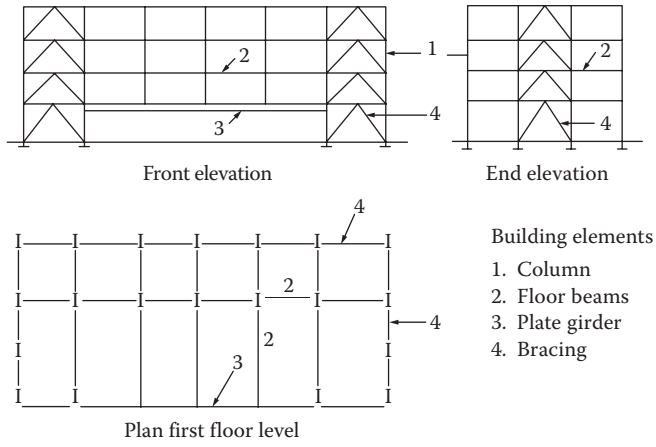 2
1
3
4
Front elevation
2
4
End elevation
4
2
4
2
3
Plan first floor level
Building elements
1. Column
2. Floor beams
3. Plate girder
4. Bracing